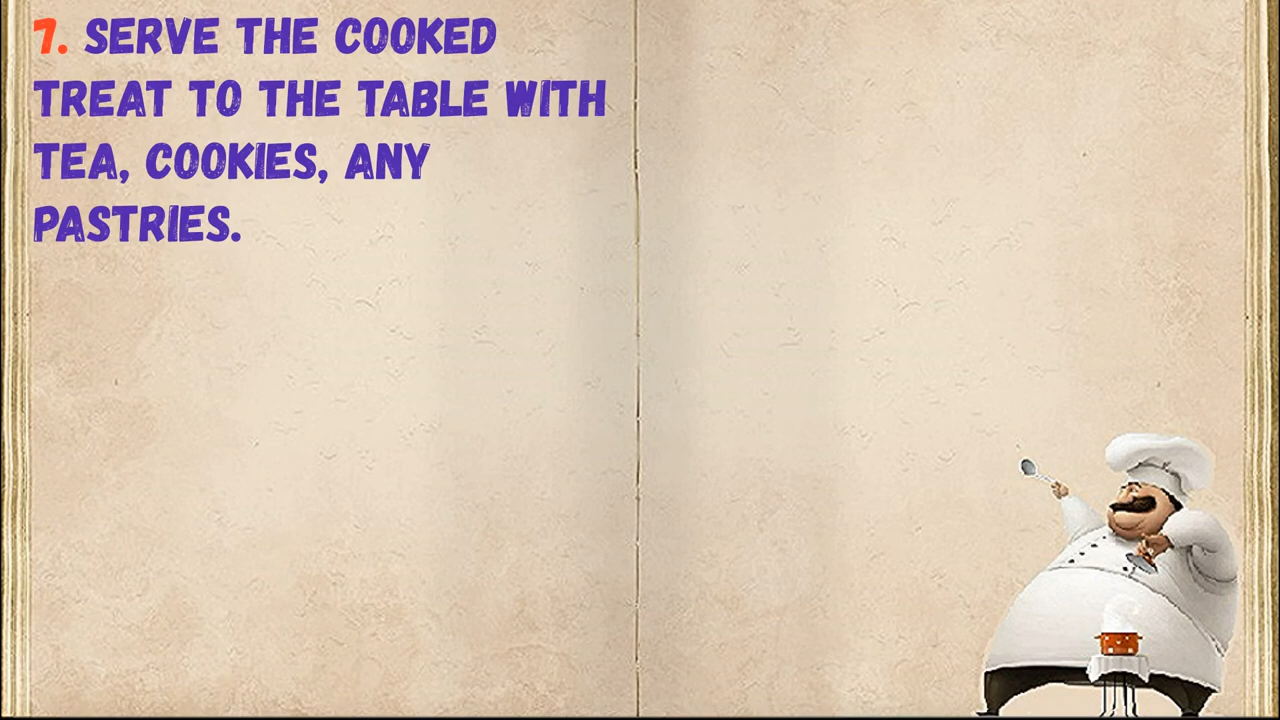 7. SERVE THE COOKED
TREAT TO THE TABLE WITH
TEA, COOKIES, ANY
PASTRIES.